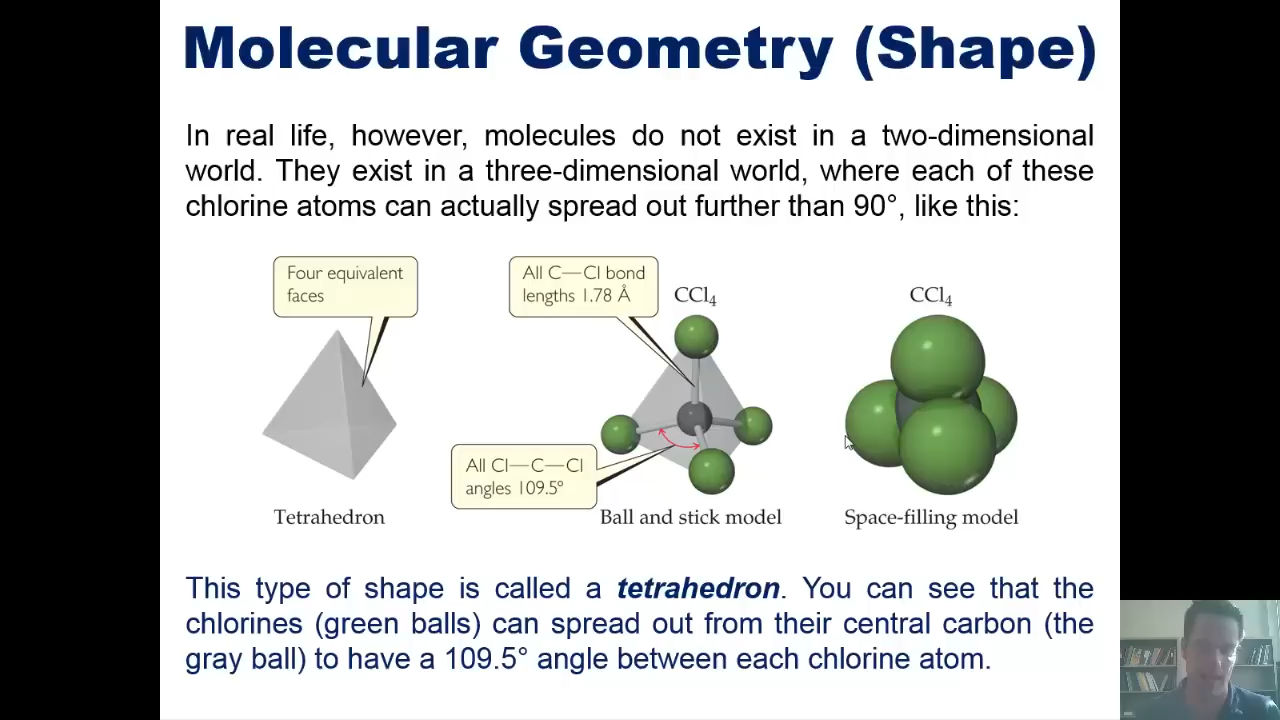 Molecular Geometry (Shape)
In real life, however, molecules do not exist in a two-dimensional
world. They exist in a three-dimensional world, where each of these
chlorine atoms can actually spread out further than 90°, like this:
Four equivalent
faces
All C—Cl bond
lengths 1.78 Å
CCl₄
CCl₄
All Cl—C—Cl
angles 109.5°
Tetrahedron
Ball and stick model
Space-filling model
This type of shape is called a tetrahedron. You can see that the
chlorines (green balls) can spread out from their central carbon (the
gray ball) to have a 109.5° angle between each chlorine atom.